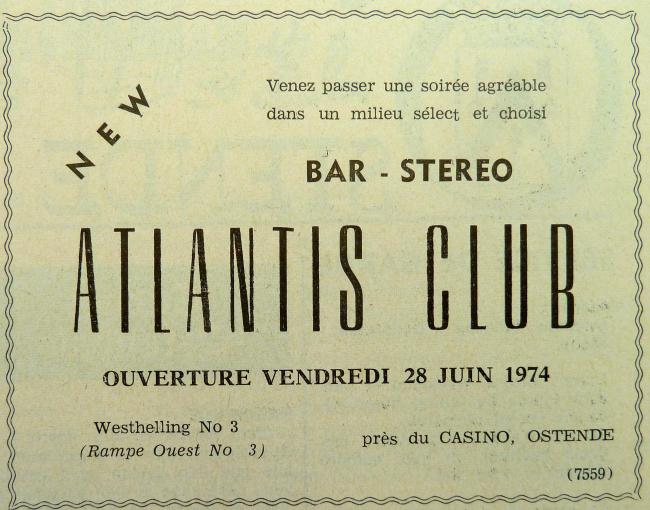 NEW
Venez passer une soirée agréable
dans un milieu sélect et choisi
BAR - STEREO
ATLANTIS CLUB
OUVERTURE VENDREDI 28 JUIN 1974
Westhelling No 3
(Rampe Ouest No 3)
près du CASINO, OSTENDE
(7559)